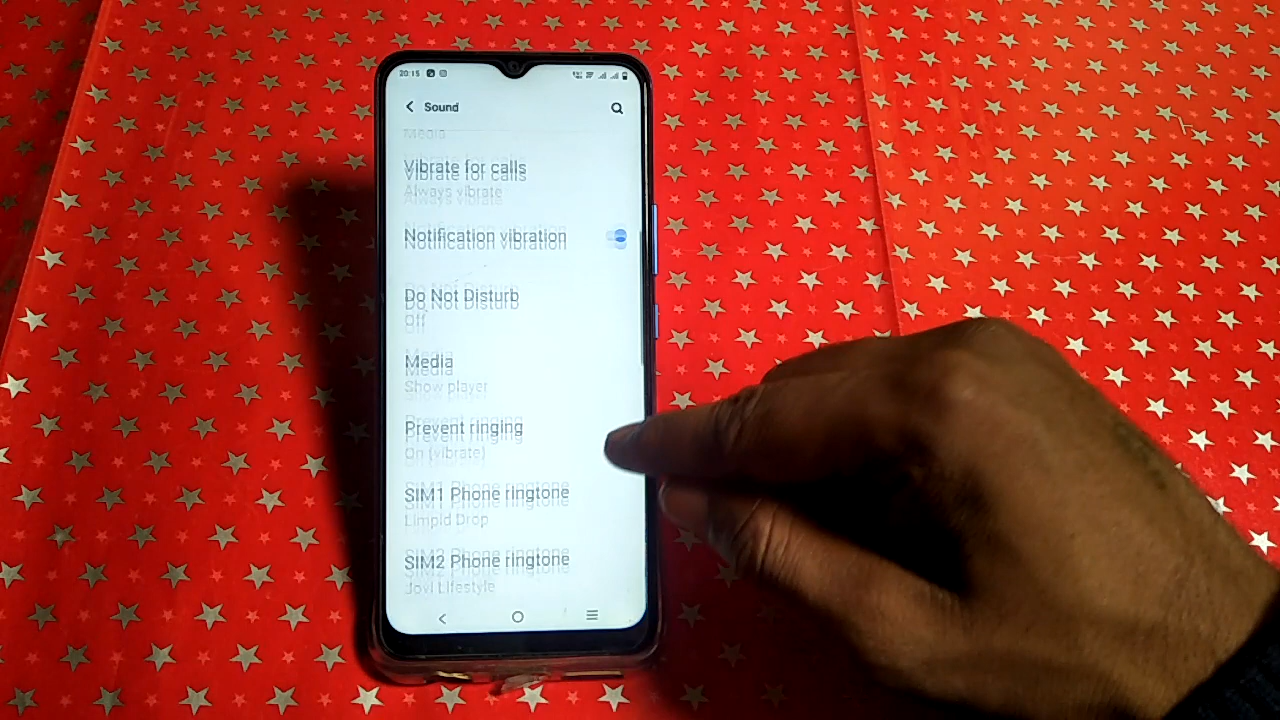 20:15
Sound
Media
Vibrate for calls
Always vibrate
Notification vibration
Do Not Disturb
Off
Media
Show player
Prevent ringing
On (vibrate)
SIM1 Phone ringtone
Limpid Drop
SIM2 Phone ringtone
Jovi Lifestyle